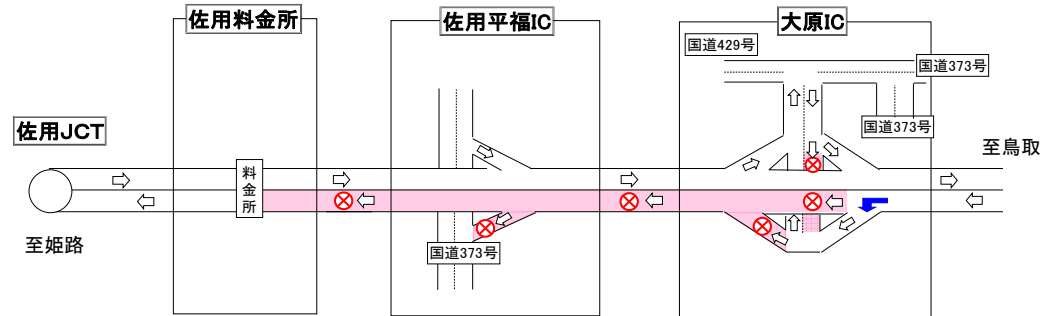 佐用料金所
佐用平福IC
大原IC
国道429号
国道373号
国道373号
佐用JCT
至鳥取
料
金
所
至姫路
国道373号